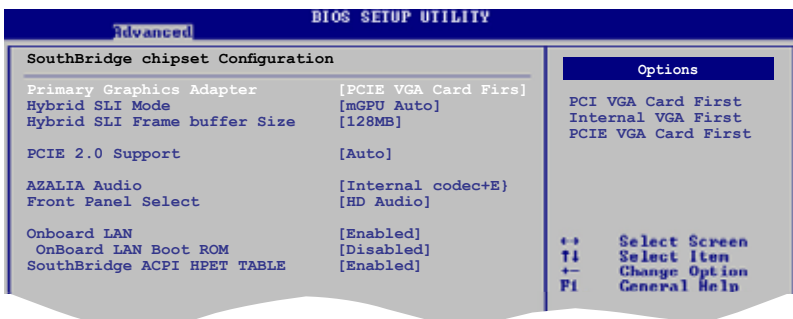 BIOS SETUP UTILITY
Advanced
SouthBridge chipset Configuration
Primary Graphics Adapter [PCIE VGA Card Firs]
Hybrid SLI Mode [mGPU Auto]
Hybrid SLI Frame buffer Size [128MB]
PCIE 2.0 Support [Auto]
AZALIA Audio [Internal codec+E}
Front Panel Select [HD Audio]
Onboard LAN [Enabled]
OnBoard LAN Boot ROM [Disabled]
SouthBridge ACPI HPET TABLE [Enabled]
Options
PCI VGA Card First
Internal VGA First
PCIE VGA Card First
←→ Select Screen
↑↓ Select Item
+- Change Option
F1 General Help